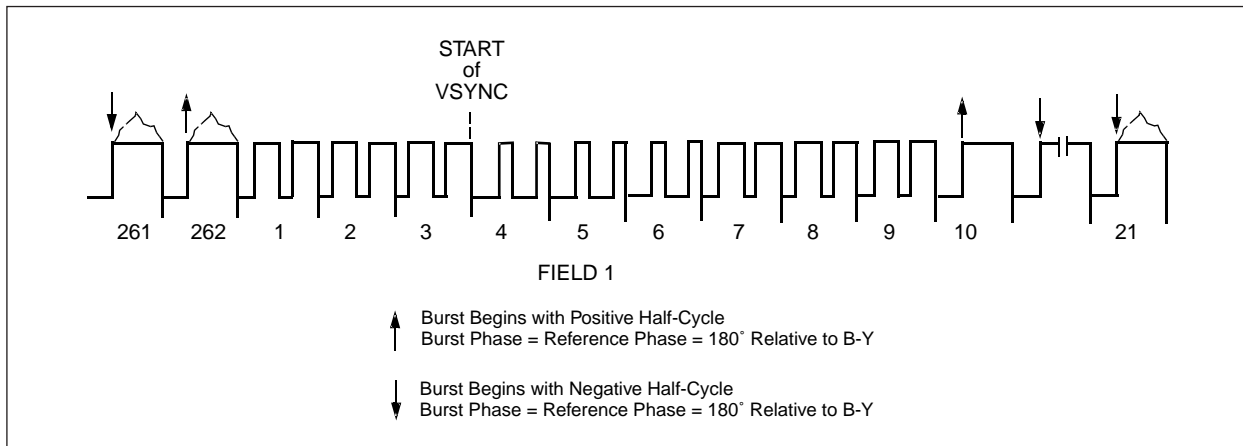 START
of
VSYNC
261 262 1 2 3 4 5 6 7 8 9 10 21
FIELD 1
Burst Begins with Positive Half-Cycle
Burst Phase = Reference Phase = 180° Relative to B-Y
Burst Begins with Negative Half-Cycle
Burst Phase = Reference Phase = 180° Relative to B-Y